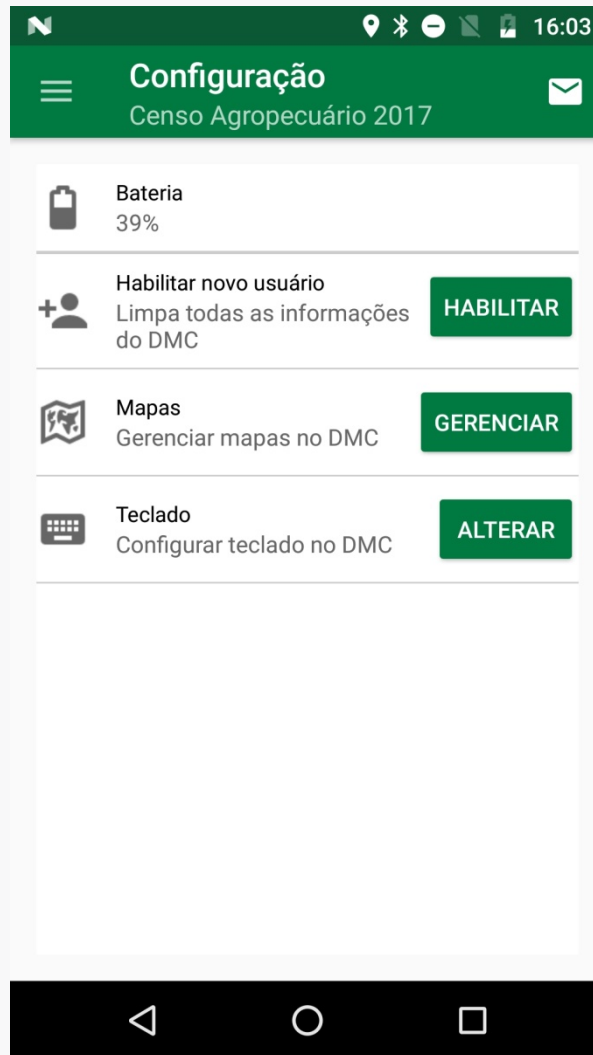 16:03
Configuração
Censo Agropecuário 2017
Bateria
39%
Habilitar novo usuário
Limpa todas as informações
do DMC
HABILITAR
Mapas
Gerenciar mapas no DMC
GERENCIAR
Teclado
Configurar teclado no DMC
ALTERAR